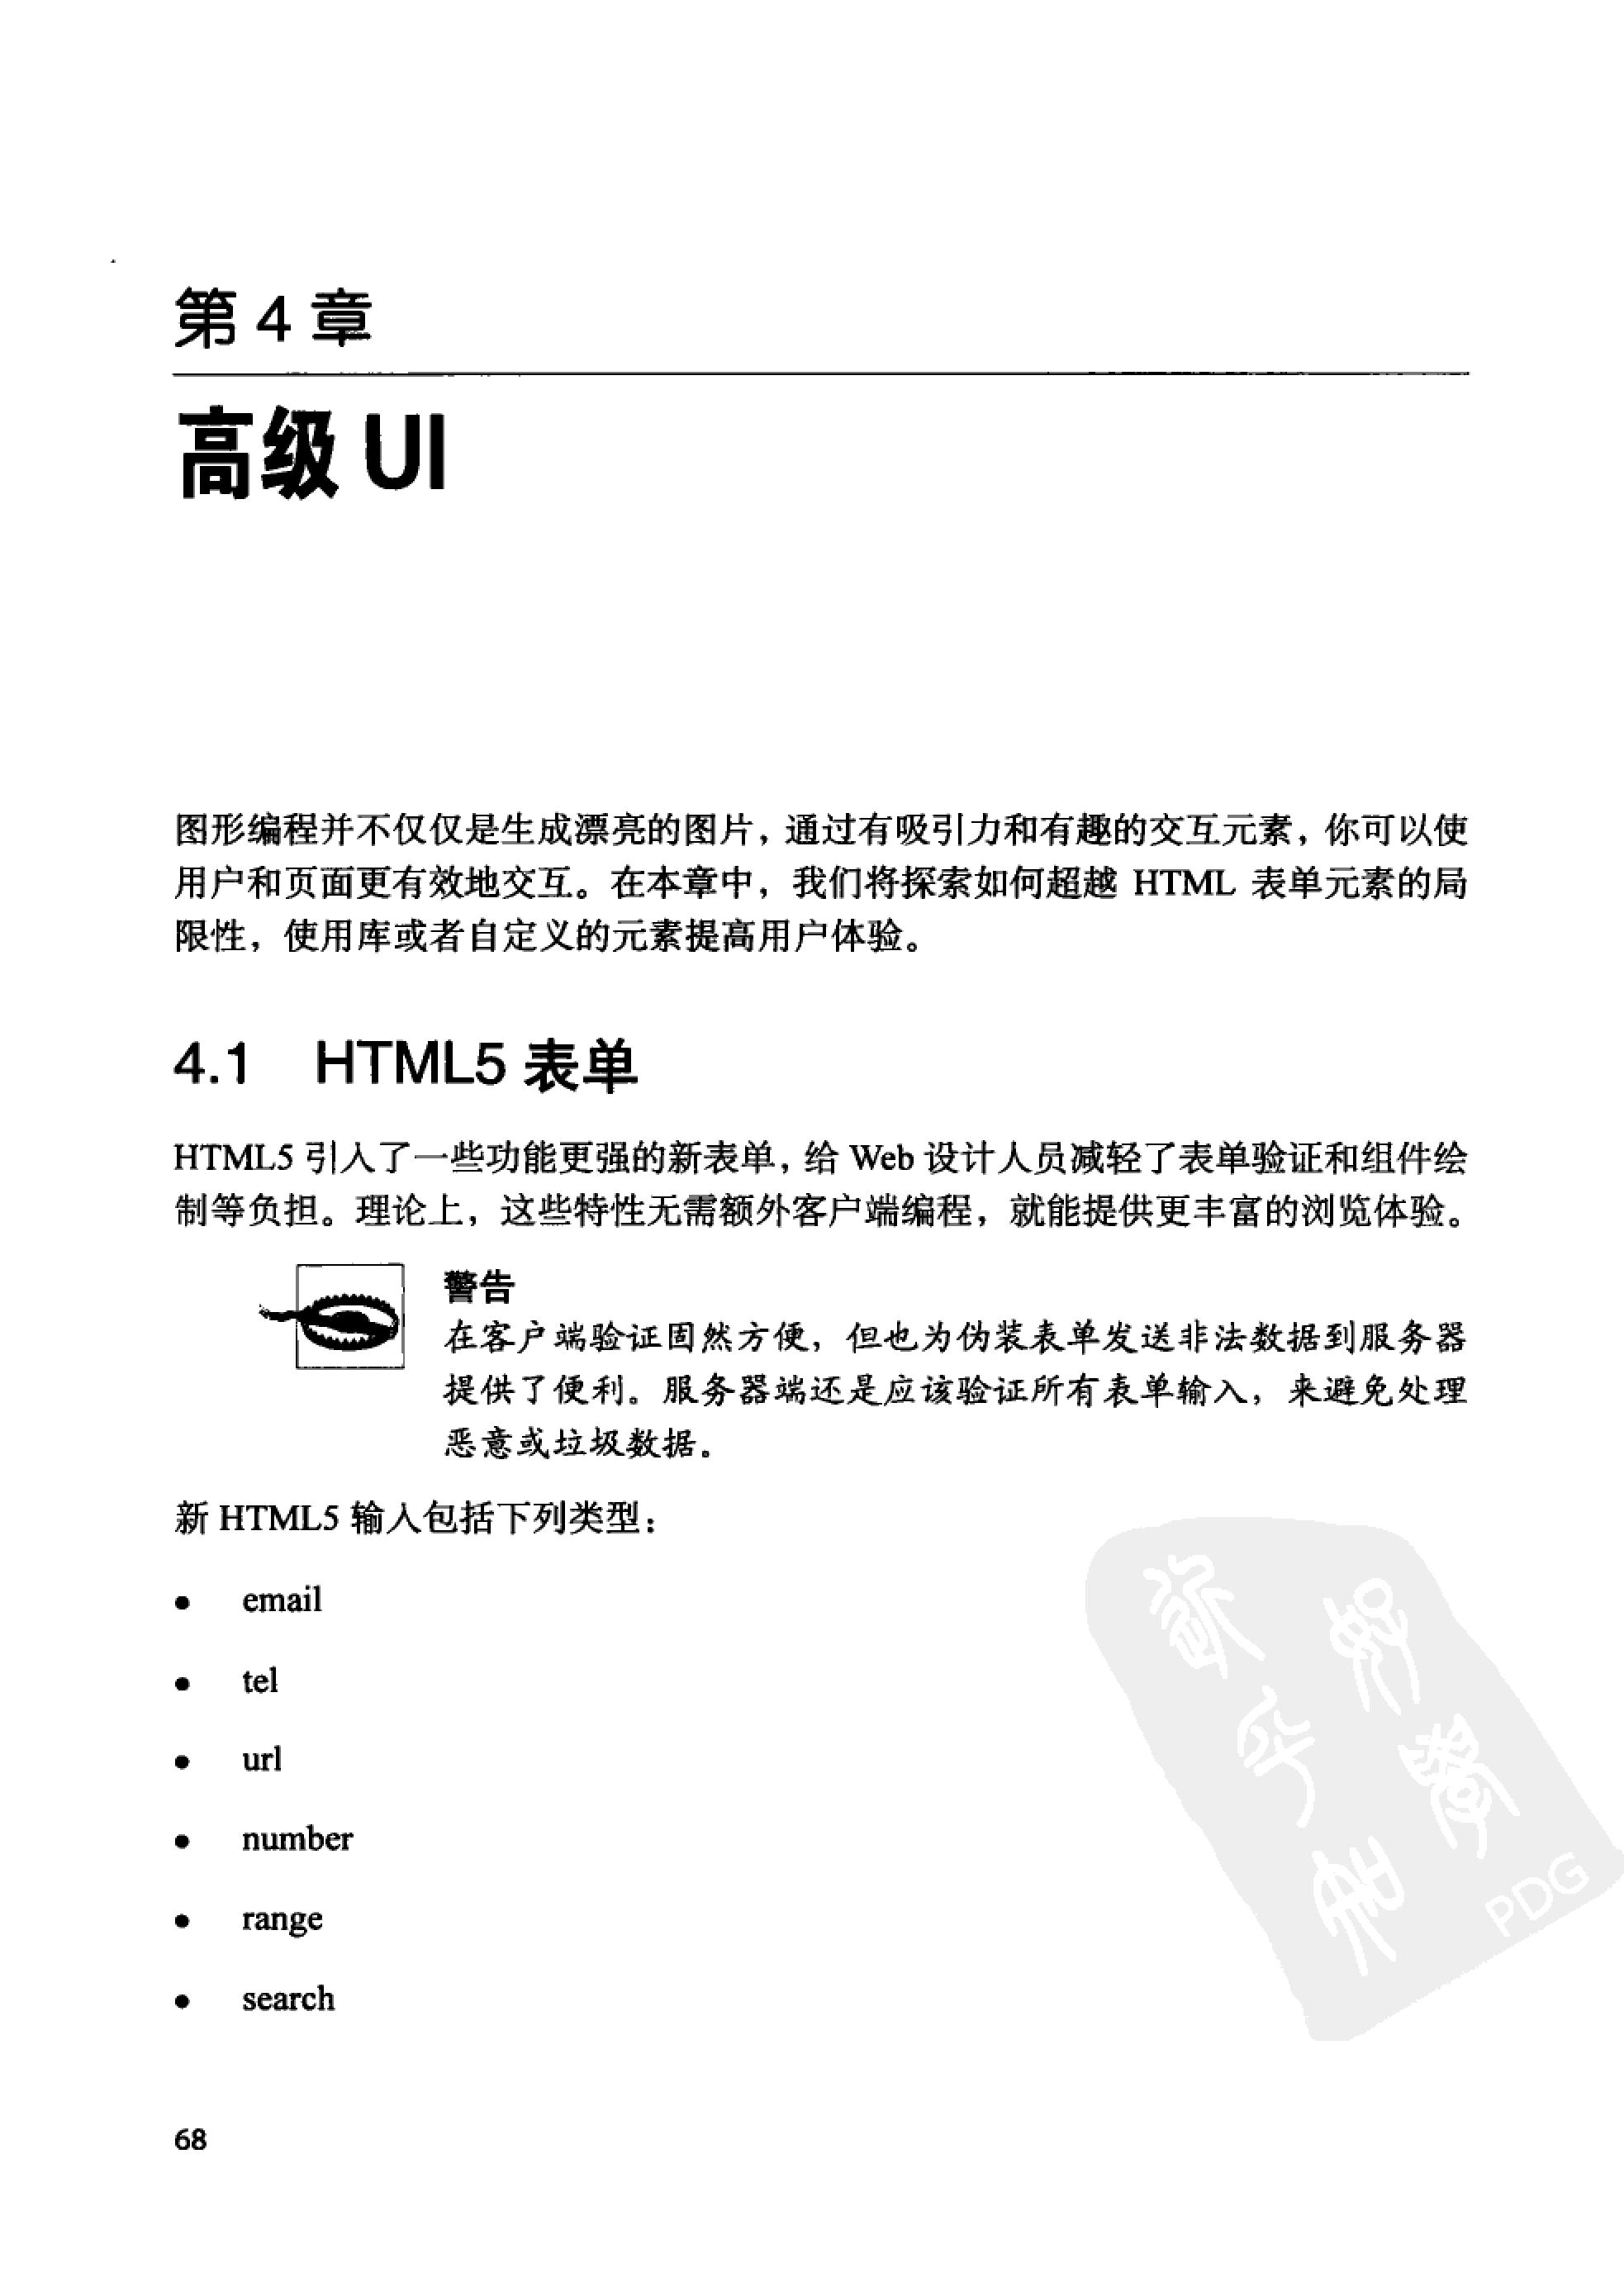 第 4 章
高级 UI
图形编程并不仅仅是生成漂亮的图片，通过有吸引力和有趣的交互元素，你可以使
用户和页面更有效地交互。在本章中，我们将探索如何超越 HTML 表单元素的局
限性，使用库或者自定义的元素提高用户体验。
4.1 HTML5 表单
HTML5 引入了一些功能更强的新表单，给 Web 设计人员减轻了表单验证和组件绘
制等负担。理论上，这些特性无需额外客户端编程，就能提供更丰富的浏览体验。
警告
在客户端验证固然方便，但也为伪装表单发送非法数据到服务器
提供了便利。服务器端还是应该验证所有表单输入，来避免处理
恶意或垃圾数据。
新 HTML5 输入包括下列类型：
● email
● tel
● url
● number
● range
● search
PDG
68